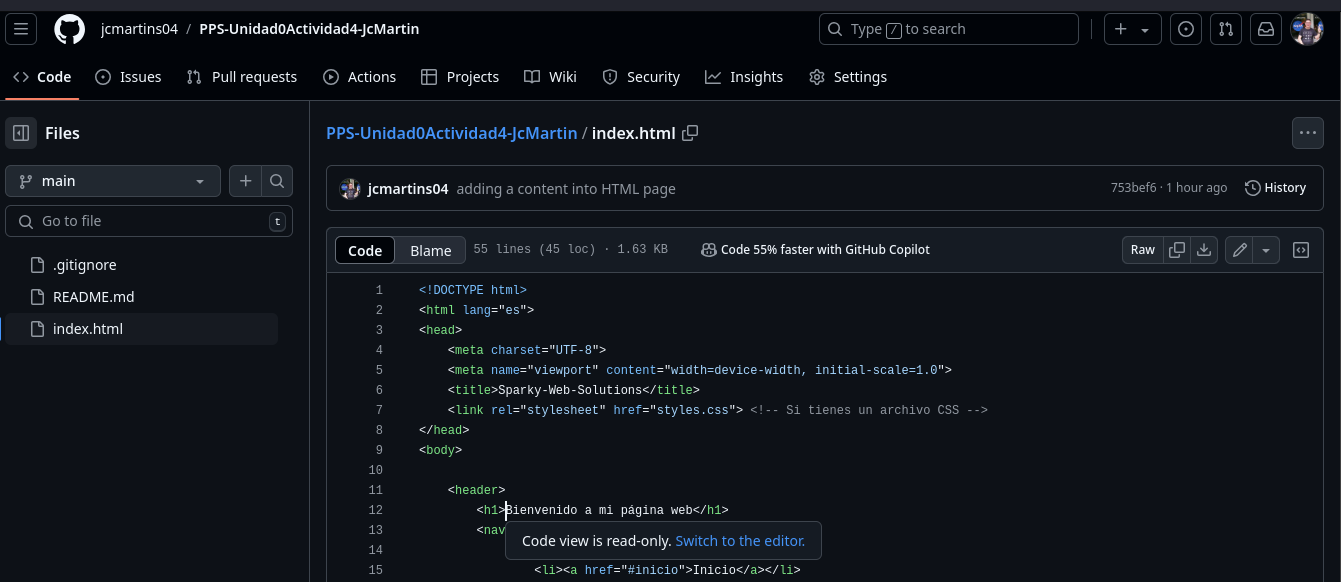 jcmartins04 / PPS-Unidad0Actividad4-JcMartin
Type / to search
Code Issues Pull requests Actions Projects Wiki Security Insights Settings
Files
main
Go to file t
.gitignore
README.md
index.html
PPS-Unidad0Actividad4-JcMartin / index.html
jcmartins04 adding a content into HTML page 753bef6 · 1 hour ago History
Code Blame 55 lines (45 loc) · 1.63 KB Code 55% faster with GitHub Copilot Raw
1 <!DOCTYPE html>
2 <html lang="es">
3 <head>
4 <meta charset="UTF-8">
5 <meta name="viewport" content="width=device-width, initial-scale=1.0">
6 <title>Sparky-Web-Solutions</title>
7 <link rel="stylesheet" href="styles.css"> <!-- Si tienes un archivo CSS -->
8 </head>
9 <body>
10
11 <header>
12 <h1>Bienvenido a mi página web</h1>
13 <nav
Code view is read-only. Switch to the editor.
14
15 <li><a href="#inicio">Inicio</a></li>